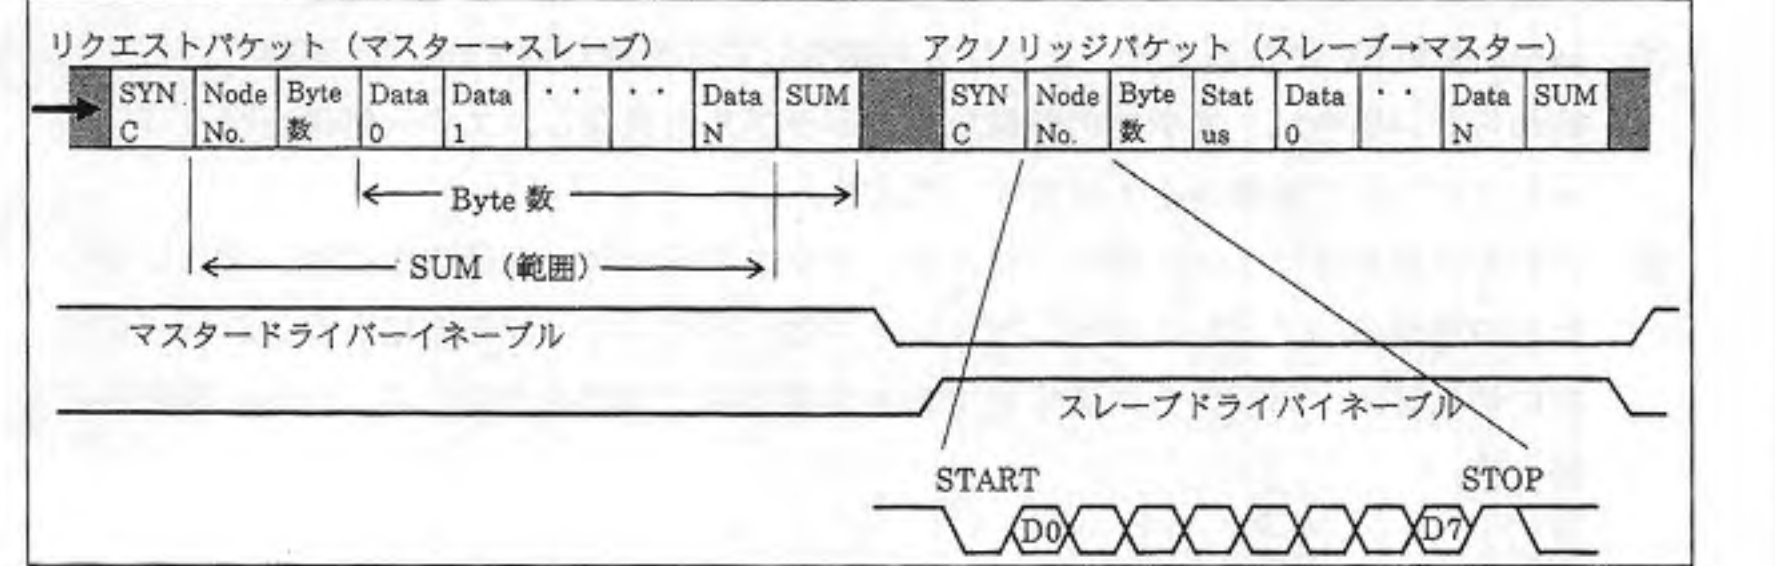 リクエストパケット（マスター→スレーブ）
アクノリッジパケット（スレーブ→マスター）
SYN Node Byte Data Data ・・ ・・ Data SUM
C No. 数 0 1 N
SYN Node Byte Stat Data ・・ Data SUM
C No. 数 us 0 N
Byte 数
SUM（範囲）
マスタードライバーイネーブル
スレーブドライバイネーブル
START
STOP
D0
D7